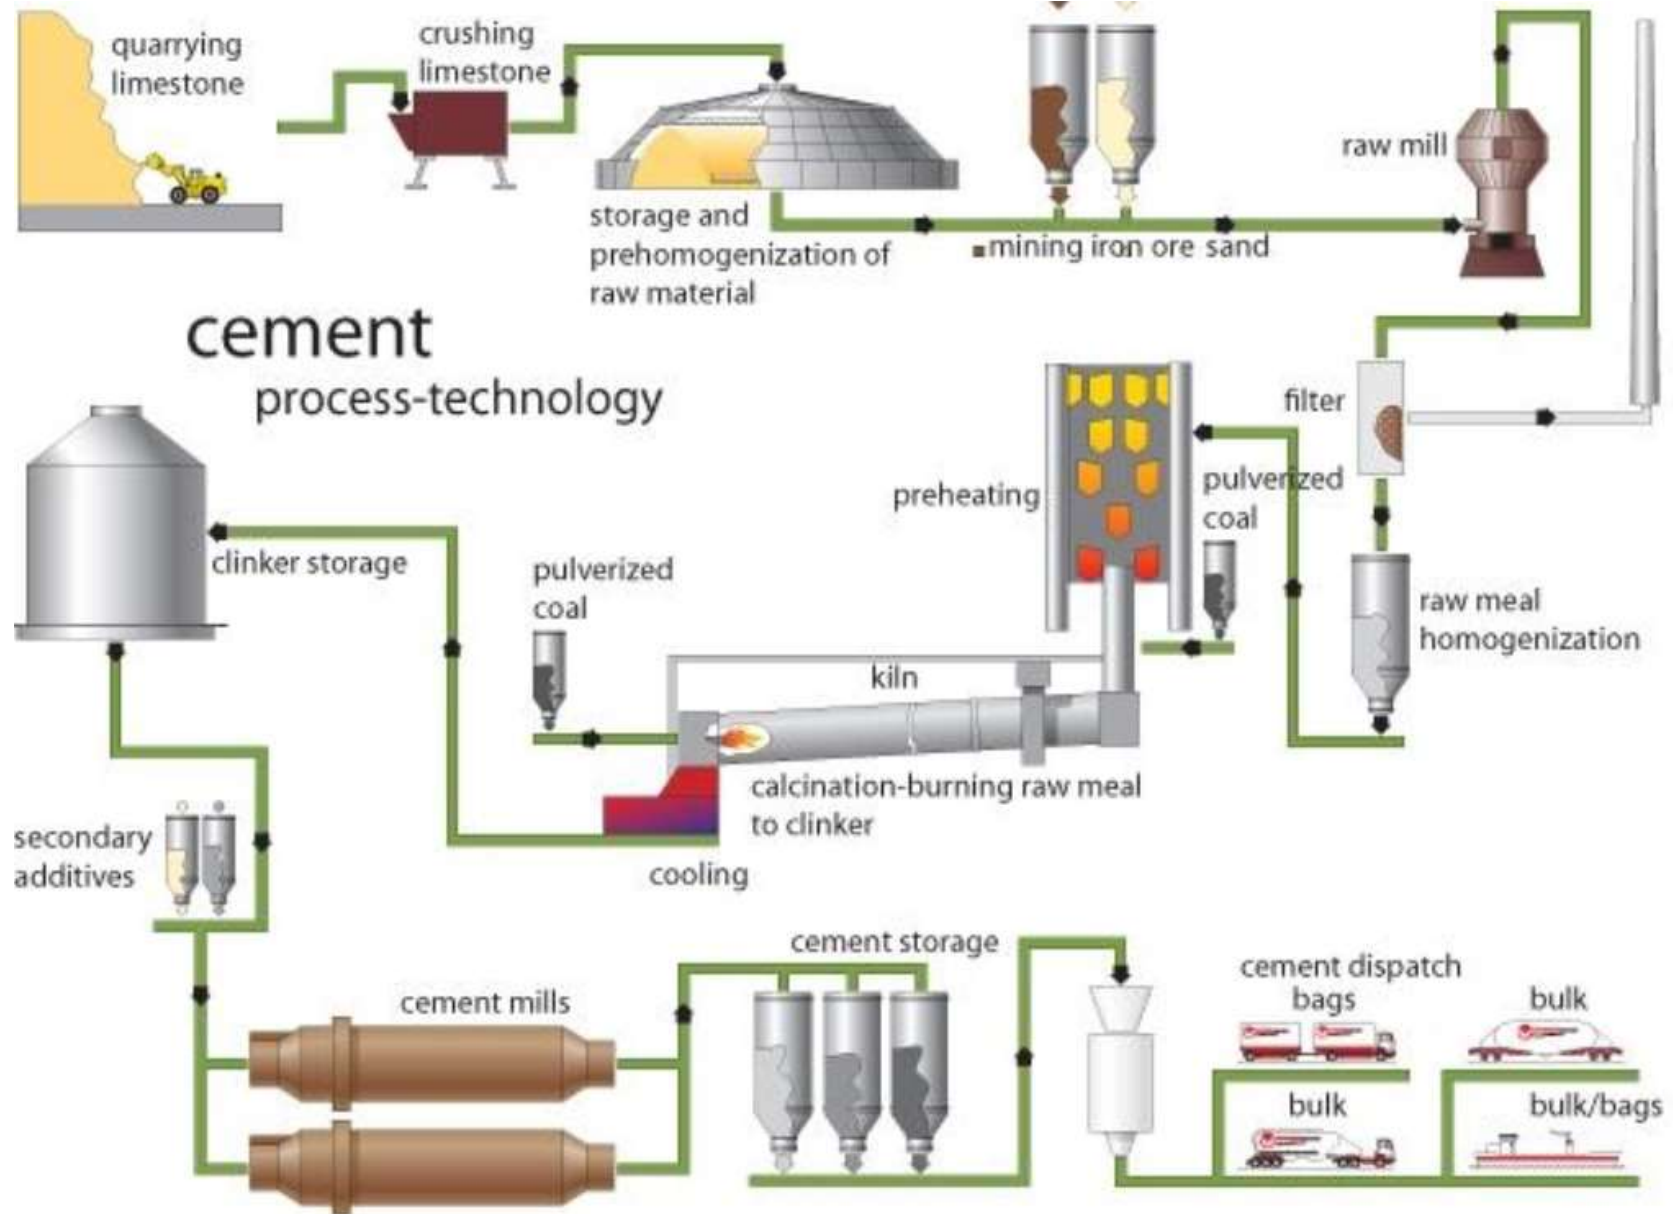 quarrying
limestone
crushing
limestone
storage and
prehomogenization of
raw material
mining iron ore sand
raw mill
cement
process-technology
filter
preheating
pulverized
coal
raw meal
homogenization
clinker storage
pulverized
coal
kiln
calcination-burning raw meal
to clinker
cooling
secondary
additives
cement mills
cement storage
cement dispatch
bags
bulk
bulk
bulk/bags